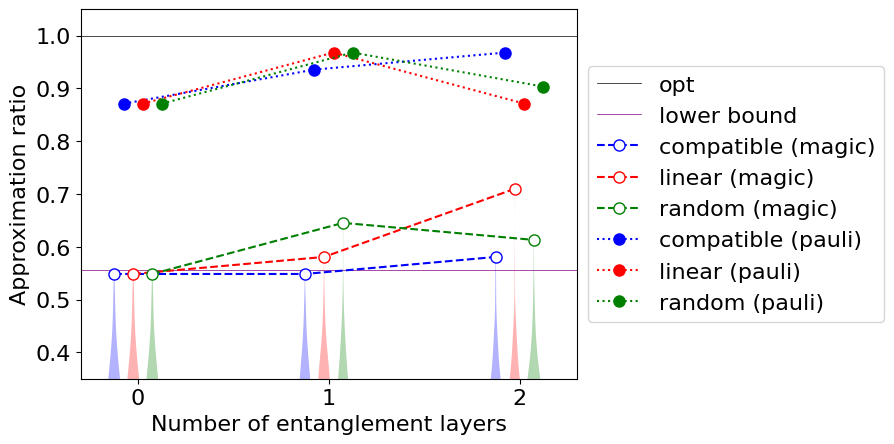 1.0
0.9
0.8
0.7
0.6
0.5
0.4
Approximation ratio
0 1 2
Number of entanglement layers
opt
lower bound
compatible (magic)
linear (magic)
random (magic)
compatible (pauli)
linear (pauli)
random (pauli)